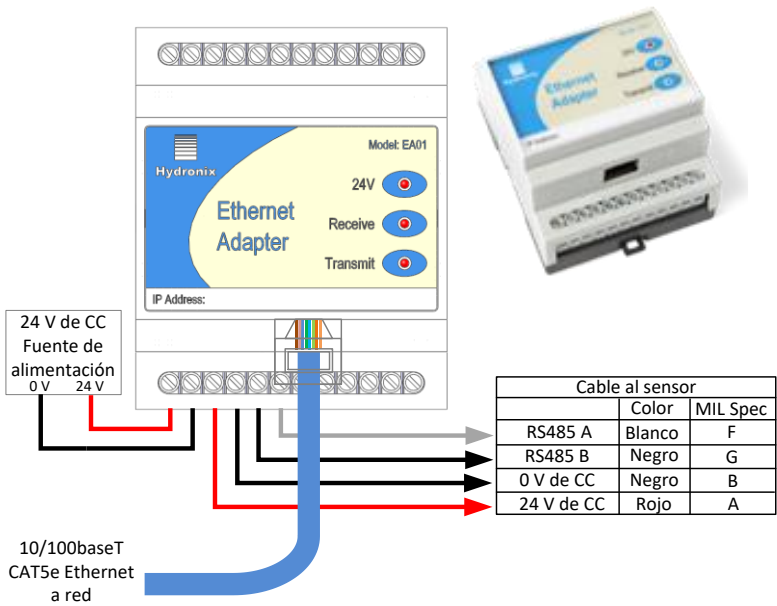 Hydronix
Ethernet
Adapter
Model: EA01
24V
Receive
Transmit
IP Address:
Hydronix
Ethernet
Adapter
Receive
Transmit
24 V de CC
Fuente de
alimentación
0 V 24 V
Cable al sensor
Color MIL Spec
RS485 A Blanco F
RS485 B Negro G
0 V de CC Negro B
24 V de CC Rojo A
10/100baseT
CAT5e Ethernet
a red